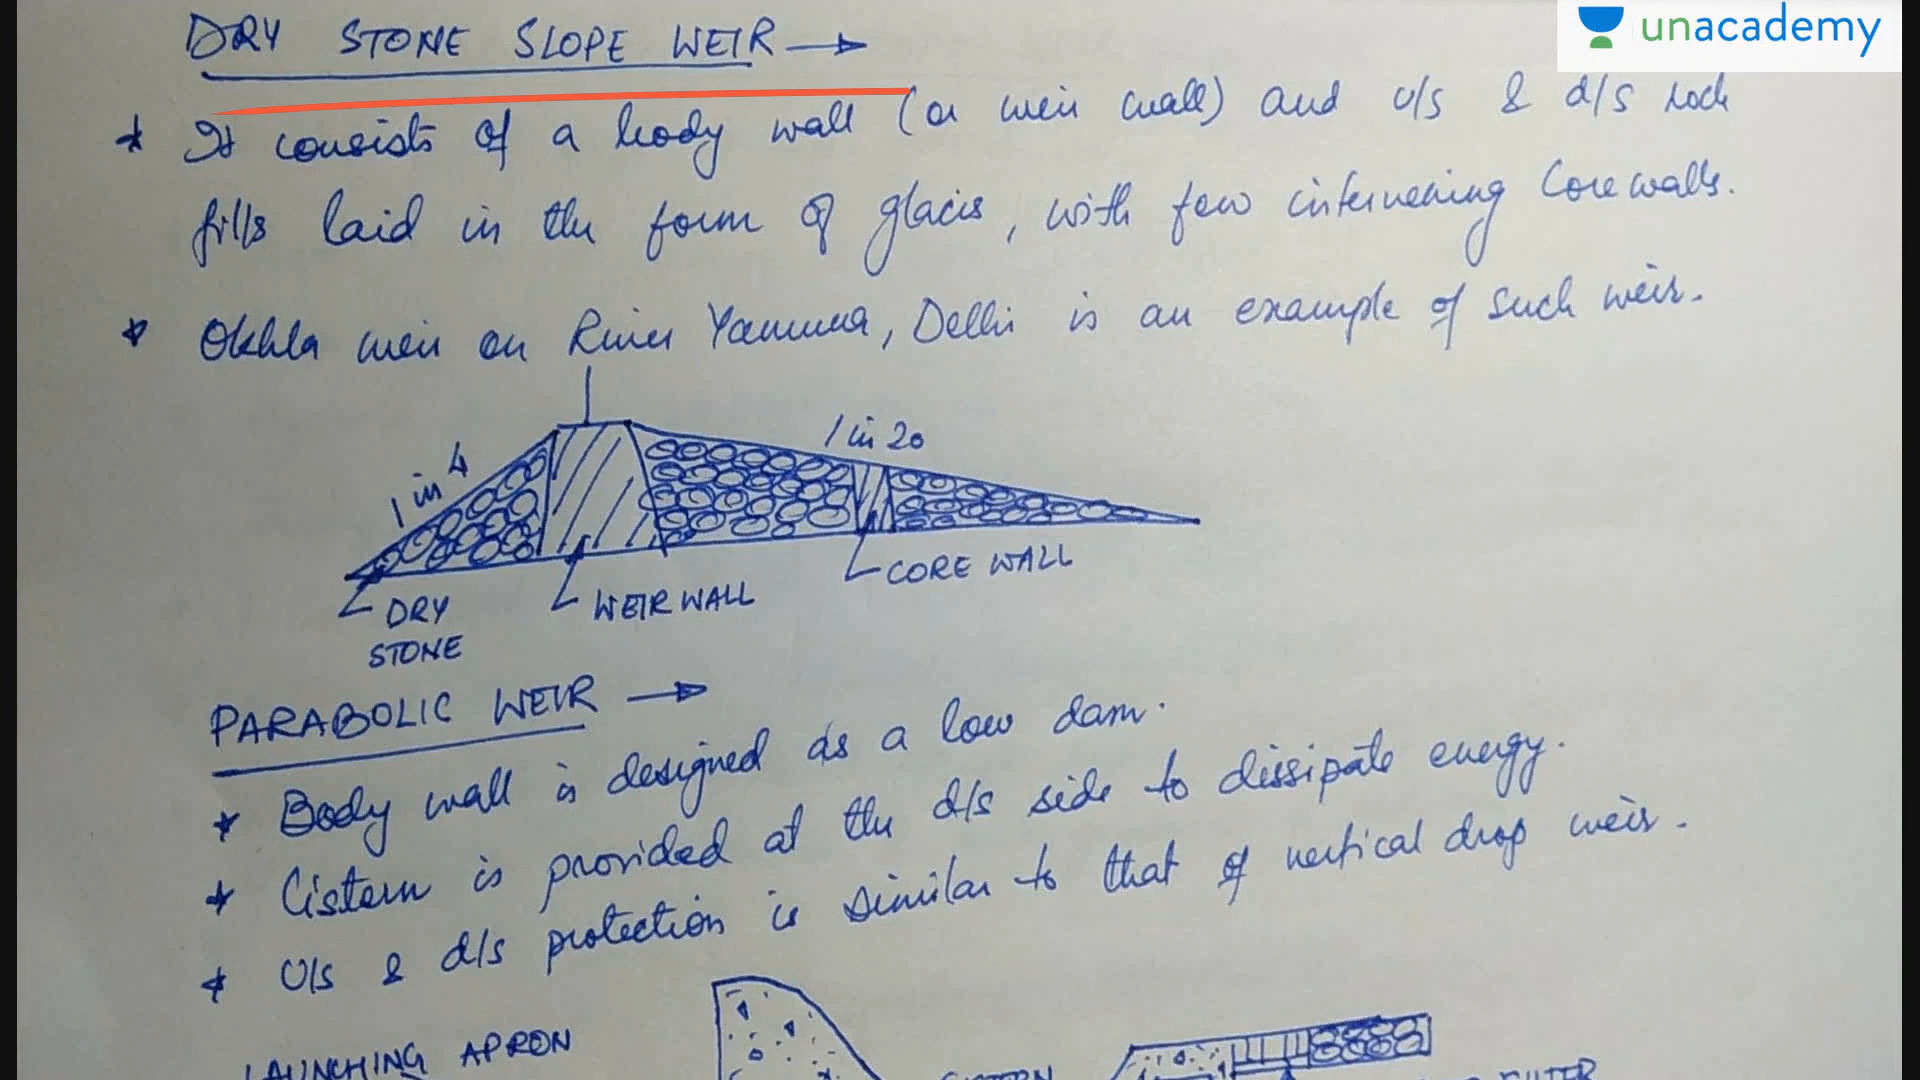 DRY STONE SLOPE WEIR →
unacademy
* It consists of a body wall (or weir wall) and u/s & d/s rock
fills laid in the form of glacis, with few intervening Core walls.
* Okhla weir on River Yamuna, Delhi is an example of such weir.
1 in 4
1 in 20
CORE WALL
WEIR WALL
DRY
STONE
PARABOLIC WEIR →
* Body wall is designed as a low dam.
* Cistern is provided at the d/s side to dissipate energy.
* U/s & d/s protection is similar to that of vertical drop weir.
LAUNCHING APRON
CISTERN
FILTER